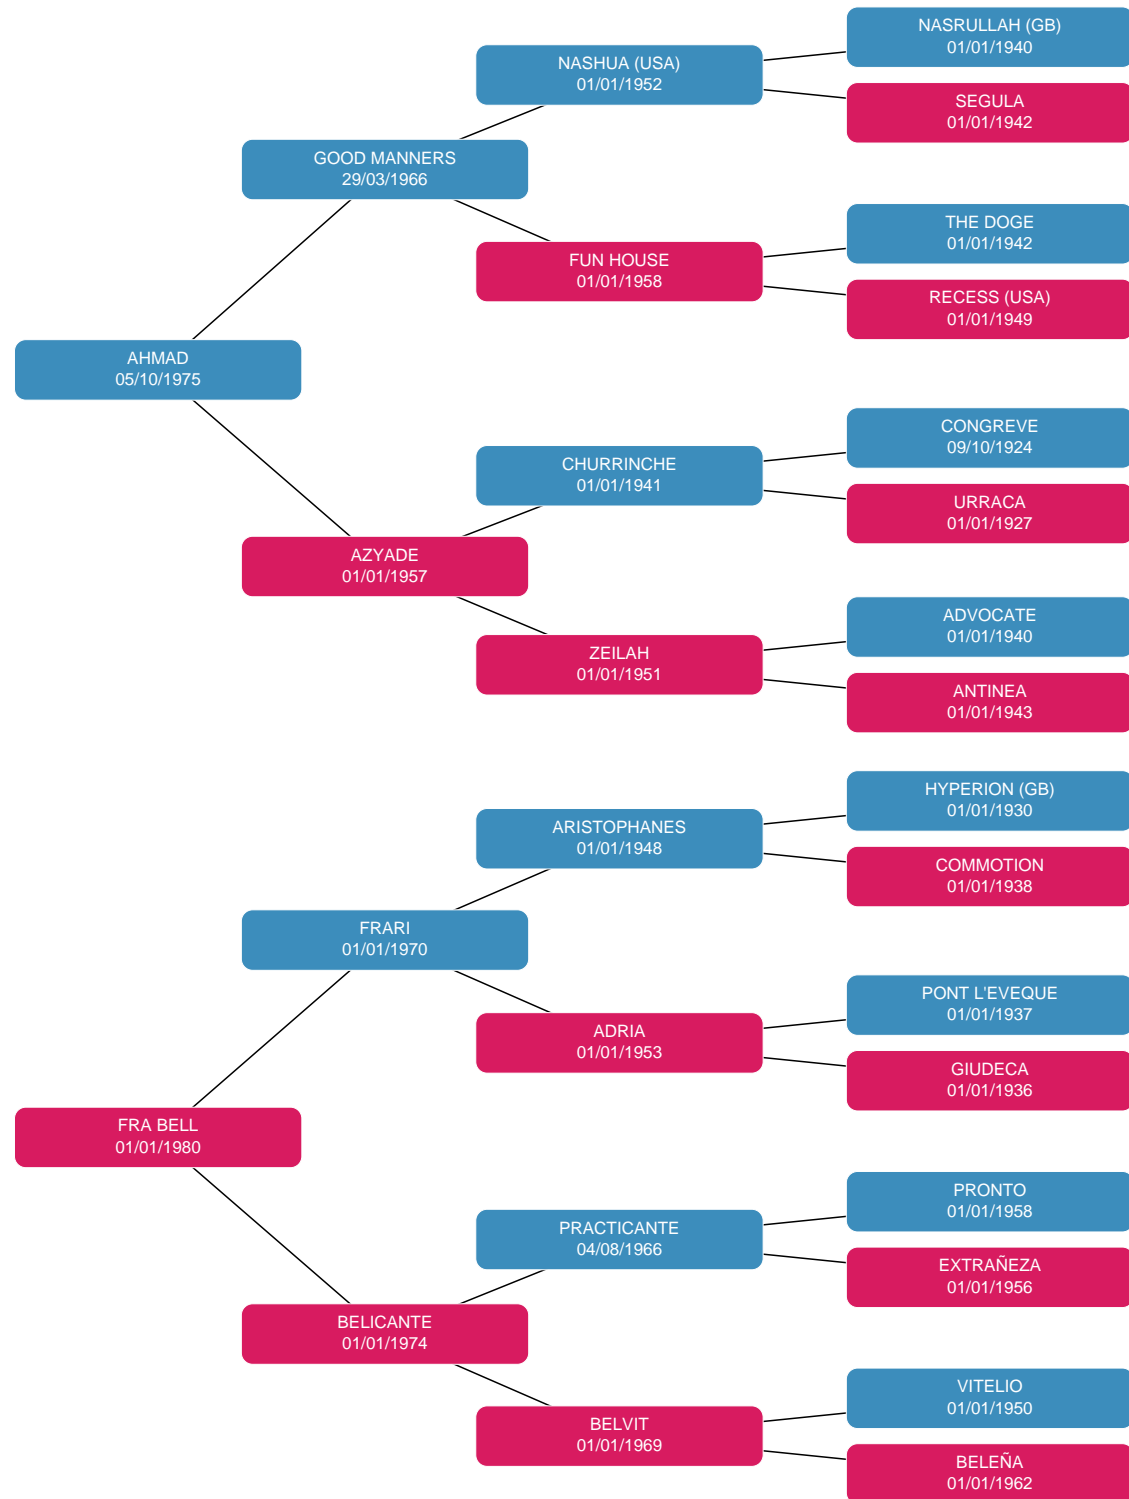 NASRULLAH (GB)
01/01/1940
NASHUA (USA)
01/01/1952
SEGULA
01/01/1942
GOOD MANNERS
29/03/1966
THE DOGE
01/01/1942
FUN HOUSE
01/01/1958
RECESS (USA)
01/01/1949
AHMAD
05/10/1975
CONGREVE
09/10/1924
CHURRINCHE
01/01/1941
URRACA
01/01/1927
AZYADE
01/01/1957
ADVOCATE
01/01/1940
ZEILAH
01/01/1951
ANTINEA
01/01/1943
HYPERION (GB)
01/01/1930
ARISTOPHANES
01/01/1948
COMMOTION
01/01/1938
FRARI
01/01/1970
PONT L'EVEQUE
01/01/1937
ADRIA
01/01/1953
GIUDECA
01/01/1936
FRA BELL
01/01/1980
PRONTO
01/01/1958
PRACTICANTE
04/08/1966
EXTRAÑEZA
01/01/1956
BELICANTE
01/01/1974
VITELIO
01/01/1950
BELVIT
01/01/1969
BELEÑA
01/01/1962